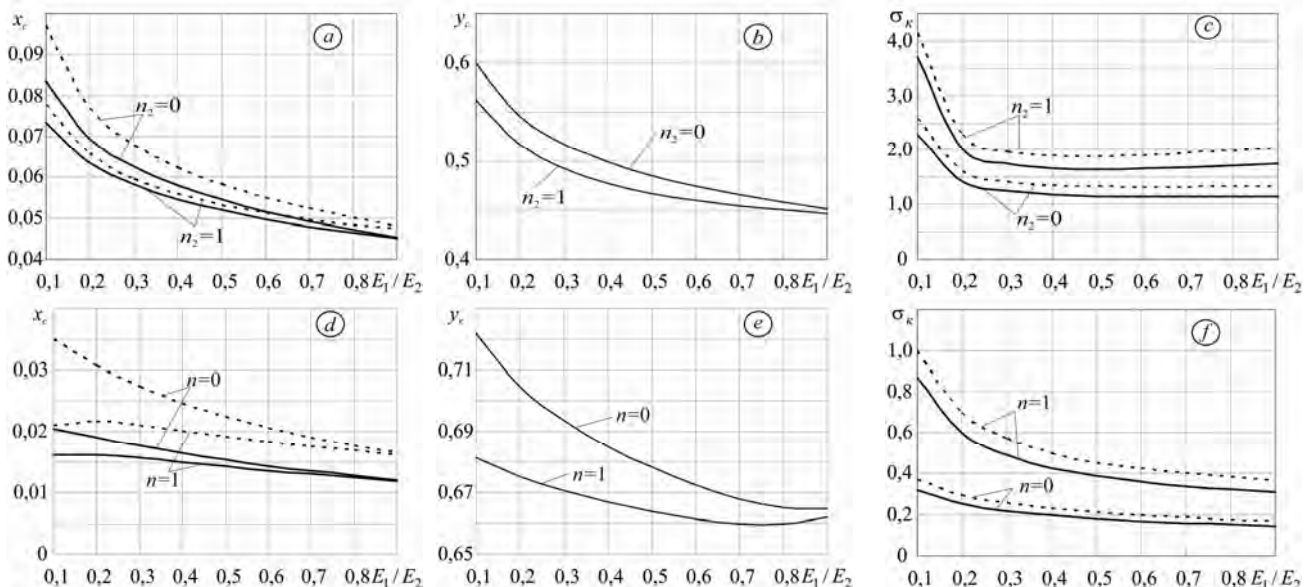 x_c
a
0,09
0,08
0,07
0,06
0,05
0,04
n_2=0
n_2=1
0,1 0,2 0,3 0,4 0,5 0,6 0,7 0,8 E_1/E_2
y_c
b
0,6
0,5
0,4
n_2=0
n_2=1
0,1 0,2 0,3 0,4 0,5 0,6 0,7 0,8 E_1/E_2
σ_к
c
4,0
3,0
2,0
1,0
0
n_2=1
n_2=0
0,1 0,2 0,3 0,4 0,5 0,6 0,7 0,8 E_1/E_2
x_c
d
0,03
0,02
0,01
0
n=0
n=1
0,1 0,2 0,3 0,4 0,5 0,6 0,7 0,8 E_1/E_2
y_c
e
0,71
0,69
0,67
0,65
n=0
n=1
0,1 0,2 0,3 0,4 0,5 0,6 0,7 0,8 E_1/E_2
σ_к
f
1,0
0,8
0,6
0,4
0,2
0
n=1
n=0
0,1 0,2 0,3 0,4 0,5 0,6 0,7 0,8 E_1/E_2